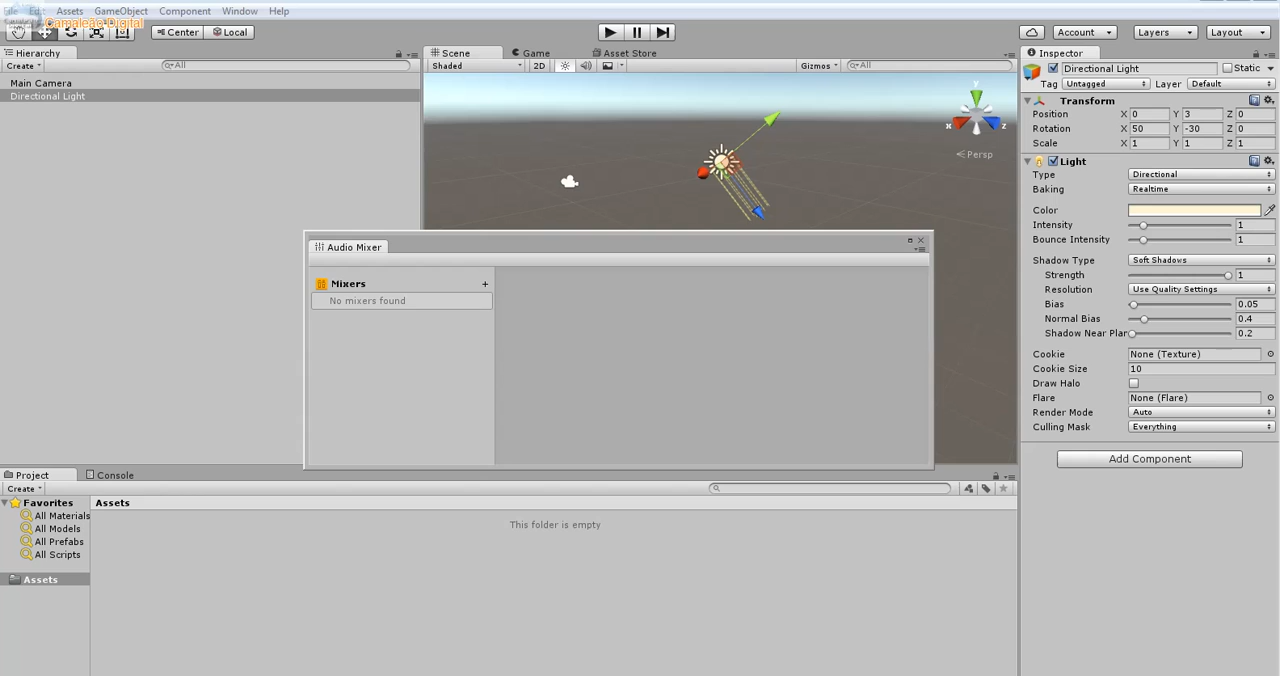 File Edit Assets GameObject Component Window Help
Camaleão Digital
Center Local Account Layers Layout
Hierarchy
Create All
Main Camera
Directional Light
Scene Game Asset Store
Shaded 2D Gizmos All
Persp
Audio Mixer
Mixers +
No mixers found
Inspector
Directional Light Static
Tag Untagged Layer Default
Transform
Position X 0 Y 3 Z 0
Rotation X 50 Y -30 Z 0
Scale X 1 Y 1 Z 1
Light
Type Directional
Baking Realtime
Color
Intensity 1
Bounce Intensity 1
Shadow Type Soft Shadows
Strength 1
Resolution Use Quality Settings
Bias 0.05
Normal Bias 0.4
Shadow Near Plar 0.2
Cookie None (Texture)
Cookie Size 10
Draw Halo
Flare None (Flare)
Render Mode Auto
Culling Mask Everything
Add Component
Project Console
Create
Favorites
All Materials
All Models
All Prefabs
All Scripts
Assets
Assets
This folder is empty